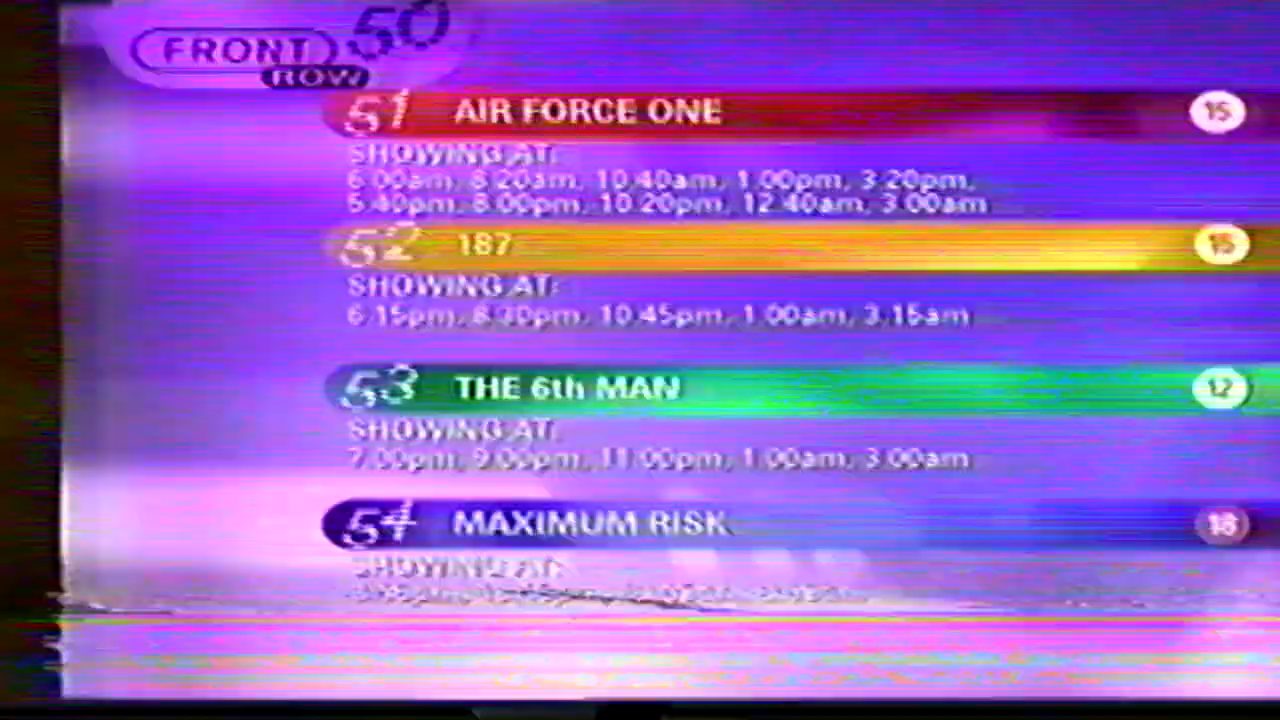 FRONT ROW 50
51 AIR FORCE ONE 15
SHOWING AT:
6.00am, 8.20am, 10.40am, 1.00pm, 3.20pm,
5.40pm, 8.00pm, 10.20pm, 12.40am, 3.00am
52 187 15
SHOWING AT:
6.15pm, 8.30pm, 10.45pm, 1.00am, 3.15am
53 THE 6th MAN 12
SHOWING AT:
7.00pm, 9.00pm, 11.00pm, 1.00am, 3.00am
54 MAXIMUM RISK 18
SHOWING AT: